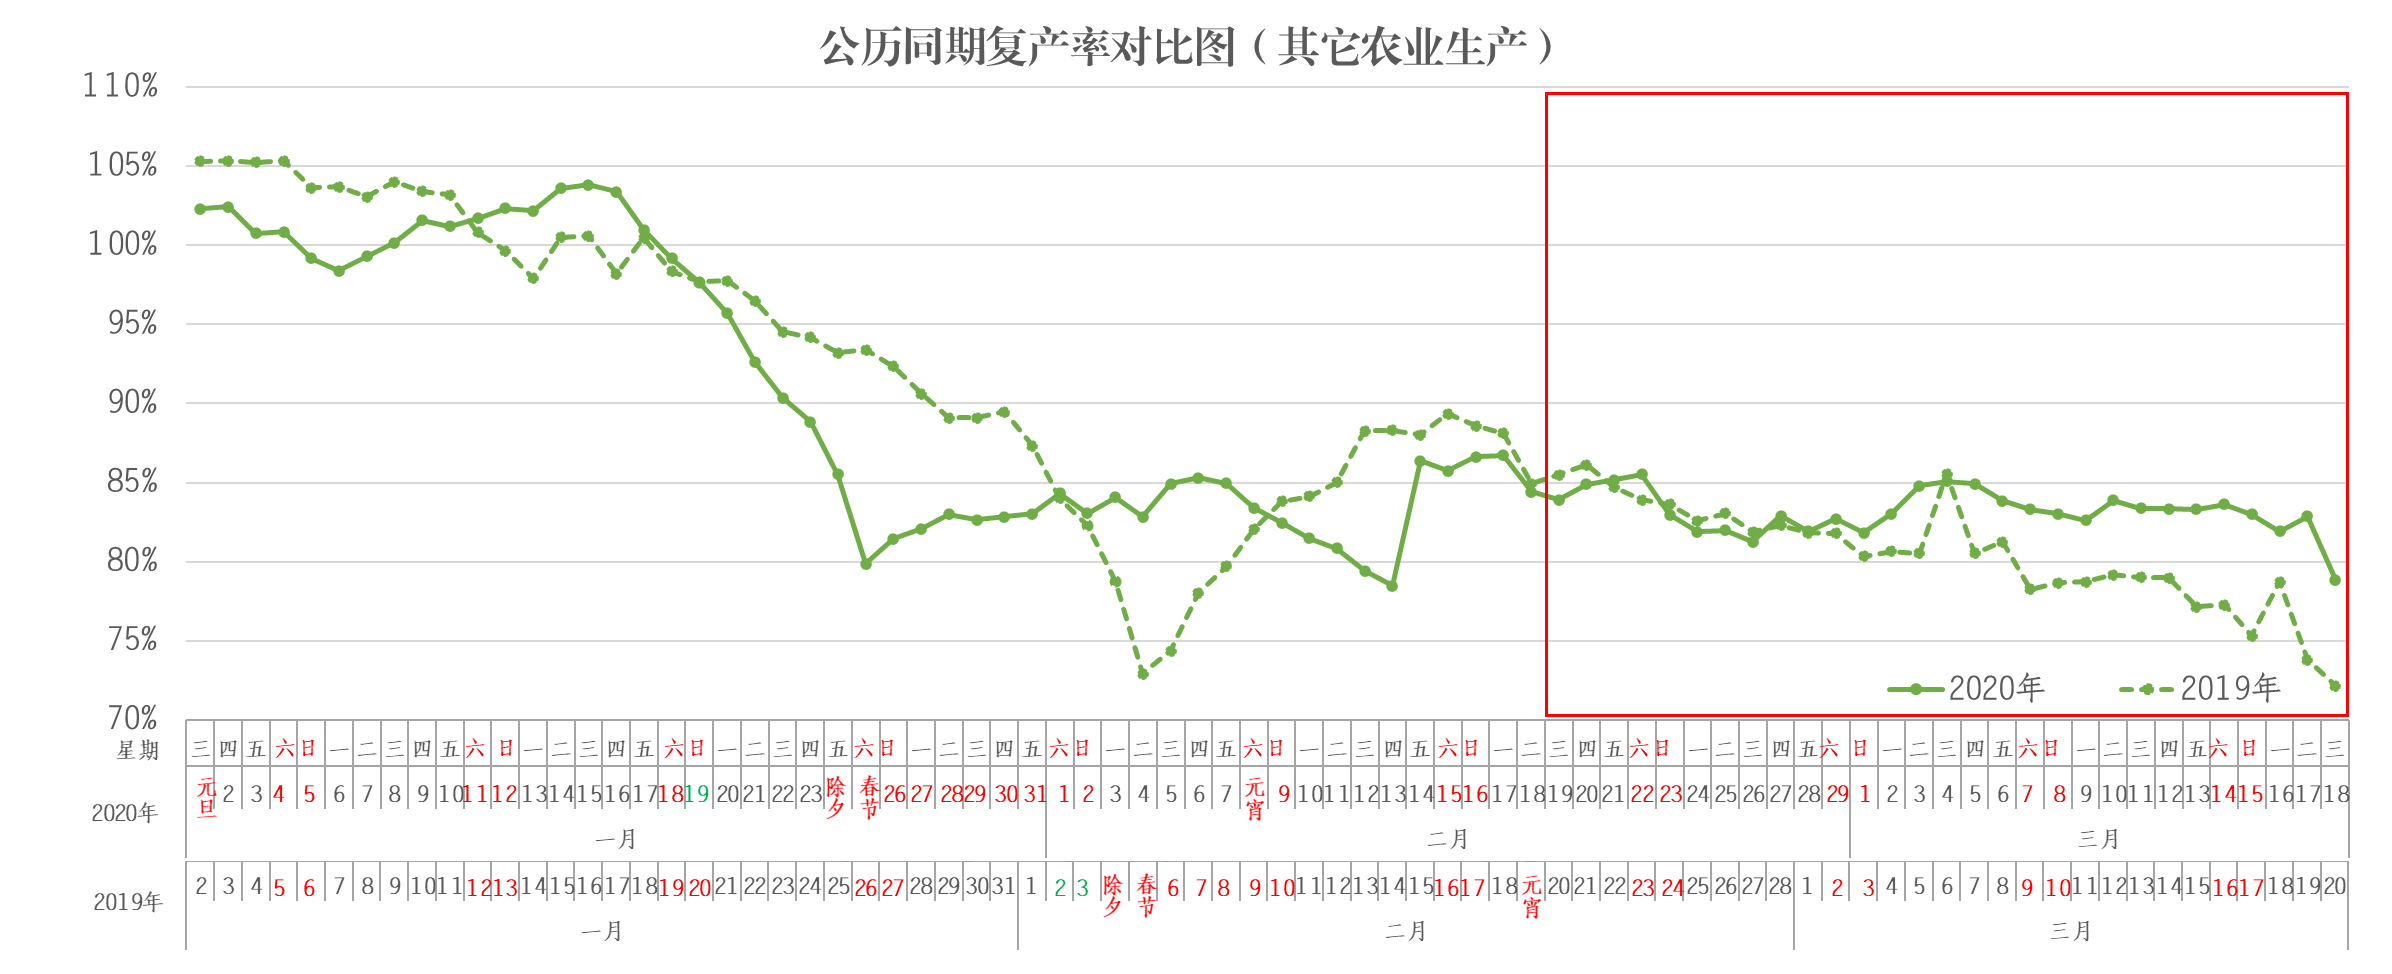 公历同期复产率对比图（其它农业生产）
110%
105%
100%
95%
90%
85%
80%
75%
70%
2020年 2019年
星期 三 四 五 六 日 一 二 三 四 五 六 日 一 二 三 四 五 六 日 一 二 三 四 五 六 日 一 二 三 四 五 六 日 一 二 三 四 五 六 日 一 二 三 四 五 六 日 一 二 三 四 五 六 日 一 二 三 四 五 六 日 一 二 三 四 五 六 日 一 二 三 四 五 六 日 一 二 三
2020年 元旦 2 3 4 5 6 7 8 9 10 11 12 13 14 15 16 17 18 19 20 21 22 23 除夕 春节 26 27 28 29 30 31 1 2 3 4 5 6 7 元宵 9 10 11 12 13 14 15 16 17 18 19 20 21 22 23 24 25 26 27 28 29 1 2 3 4 5 6 7 8 9 10 11 12 13 14 15 16 17 18
一月 二月 三月
2019年 2 3 4 5 6 7 8 9 10 11 12 13 14 15 16 17 18 19 20 21 22 23 24 25 26 27 28 29 30 31 1 2 3 除夕 春节 6 7 8 9 10 11 12 13 14 15 16 17 18 元宵 20 21 22 23 24 25 26 27 28 1 2 3 4 5 6 7 8 9 10 11 12 13 14 15 16 17 18 19 20
一月 二月 三月